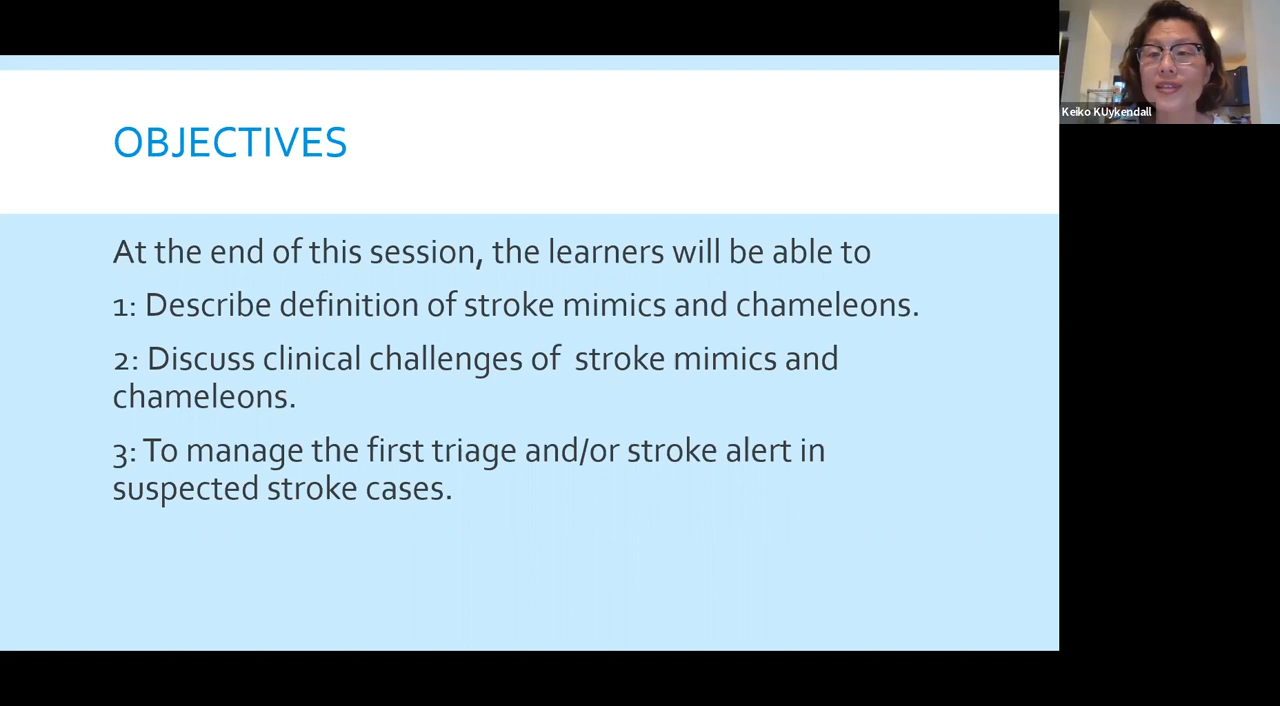 OBJECTIVES
Keiko KUykendall
At the end of this session, the learners will be able to
1: Describe definition of stroke mimics and chameleons.
2: Discuss clinical challenges of  stroke mimics and
chameleons.
3: To manage the first triage and/or stroke alert in
suspected stroke cases.